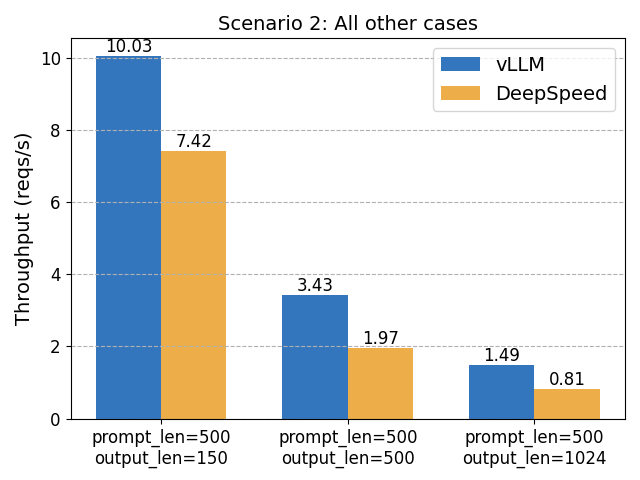 Scenario 2: All other cases
Throughput (reqs/s)
10
8
6
4
2
0
10.03
7.42
3.43
1.97
1.49
0.81
vLLM
DeepSpeed
prompt_len=500
output_len=150
prompt_len=500
output_len=500
prompt_len=500
output_len=1024